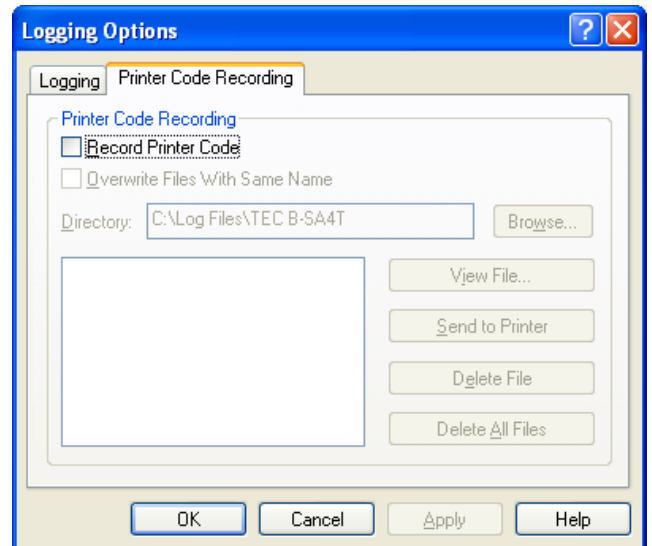 Logging Options
Logging
Printer Code Recording
Printer Code Recording
Record Printer Code
Overwrite Files With Same Name
Directory:
C:\Log Files\TEC B-SA4T
Browse...
View File...
Send to Printer
Delete File
Delete All Files
OK
Cancel
Apply
Help